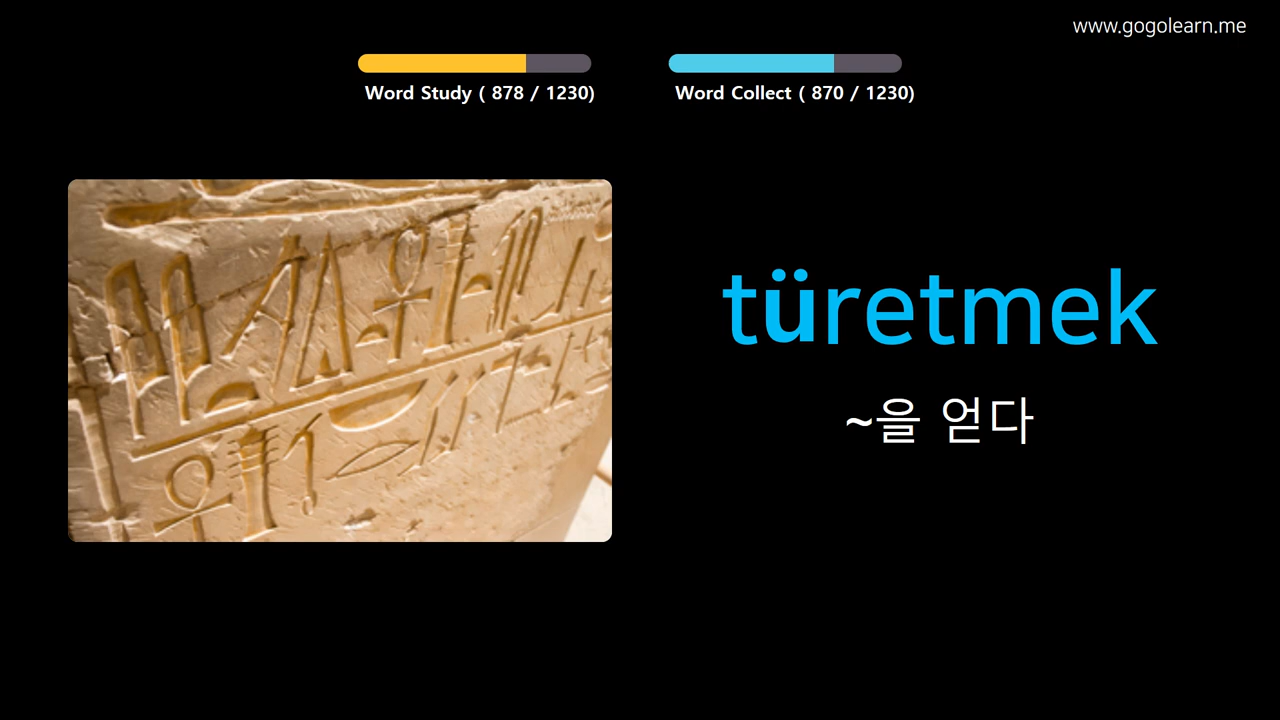 www.gogolearn.me
Word Study ( 878 / 1230)
Word Collect ( 870 / 1230)
türetmek
~을 얻다